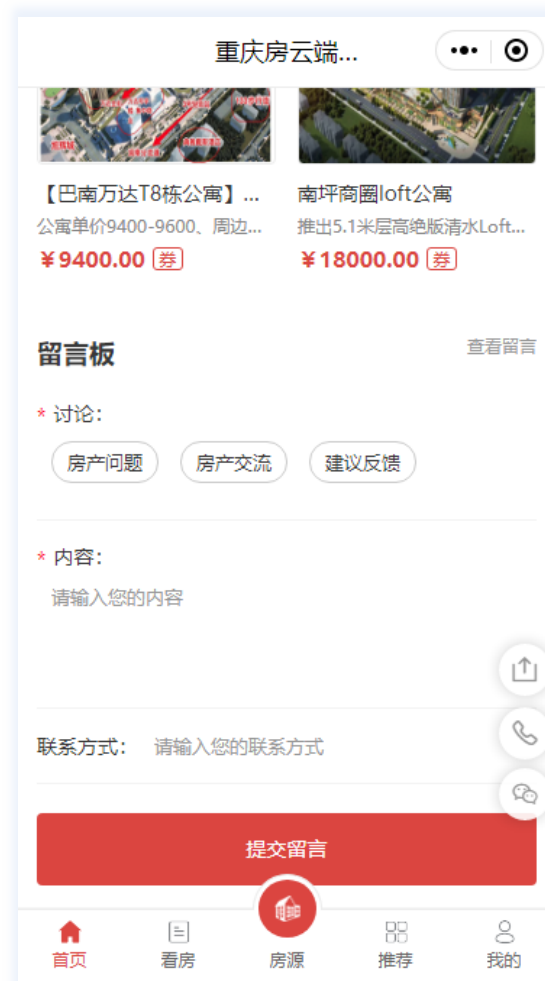 重庆房云端...
【巴南万达T8栋公寓】...
南坪商圈loft公寓
公寓单价9400-9600、周边...
推出5.1米层高绝版清水Loft...
￥9400.00 券
￥18000.00 券
留言板
查看留言
* 讨论：
房产问题
房产交流
建议反馈
* 内容：
请输入您的内容
联系方式：
请输入您的联系方式
提交留言
首页
看房
房源
推荐
我的